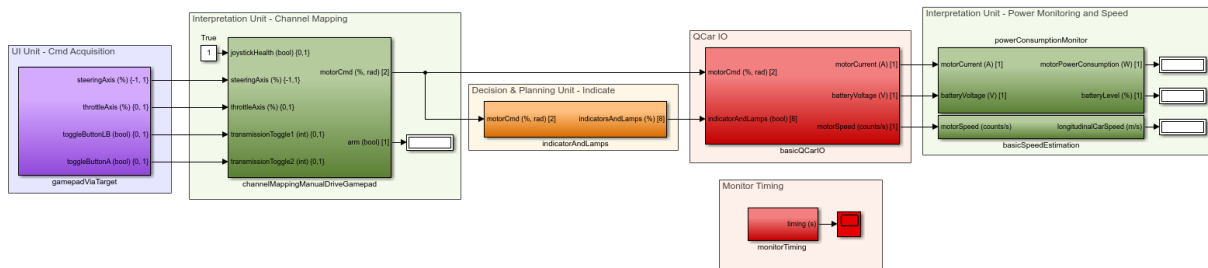 UI Unit - Cmd Acquisition
steeringAxis (%) {-1, 1}
throttleAxis (%) {0, 1}
toggleButtonLB (bool) {0, 1}
toggleButtonA (bool) {0, 1}
gamepadViaTarget
Interpretation Unit - Channel Mapping
True
1
joystickHealth (bool) {0,1}
steeringAxis (%) {-1,1}
throttleAxis (%) {0,1}
transmissionToggle1 (int) {0,1}
transmissionToggle2 (int) {0,1}
motorCmd (%, rad) [2]
arm (bool) [1]
channelMappingManualDriveGamepad
Decision & Planning Unit - Indicate
motorCmd (%, rad) [2]
indicatorsAndLamps (%) [8]
indicatorAndLamps
QCar IO
motorCmd (%, rad) [2]
indicatorAndLamps (bool) [8]
motorCurrent (A) [1]
batteryVoltage (V) [1]
motorSpeed (counts/s) [1]
basicQCarIO
Interpretation Unit - Power Monitoring and Speed
powerConsumptionMonitor
motorCurrent (A) [1]
motorPowerConsumption (W) [1]
batteryVoltage (V) [1]
batteryLevel (%) [1]
motorSpeed (counts/s)
longitudinalCarSpeed (m/s)
basicSpeedEstimation
Monitor Timing
timing (s)
monitorTiming